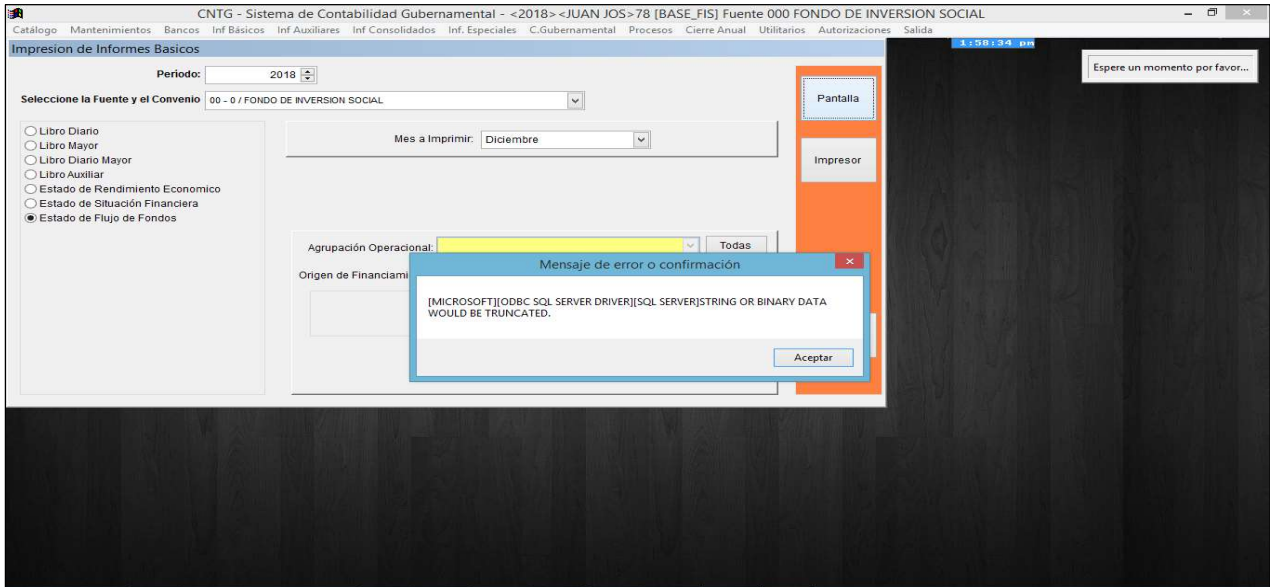 CNTG - Sistema de Contabilidad Gubernamental - <2018><JUAN JOS>78 [BASE_FIS] Fuente 000 FONDO DE INVERSION SOCIAL
Catálogo Mantenimientos Bancos Inf Básicos Inf Auxiliares Inf Consolidados Inf. Especiales C.Gubernamental Procesos Cierre Anual Utilitarios Autorizaciones Salida
Impresion de Informes Basicos
1:58:34 pm
Espere un momento por favor...
Periodo: 2018
Seleccione la Fuente y el Convenio 00 - 0 / FONDO DE INVERSION SOCIAL
Pantalla
Libro Diario
Libro Mayor
Libro Diario Mayor
Libro Auxiliar
Estado de Rendimiento Economico
Estado de Situación Financiera
Estado de Flujo de Fondos
Mes a Imprimir: Diciembre
Impresor
Agrupación Operacional: Todas
Origen de Financiami
Mensaje de error o confirmación
[MICROSOFT][ODBC SQL SERVER DRIVER][SQL SERVER]STRING OR BINARY DATA
WOULD BE TRUNCATED.
Aceptar